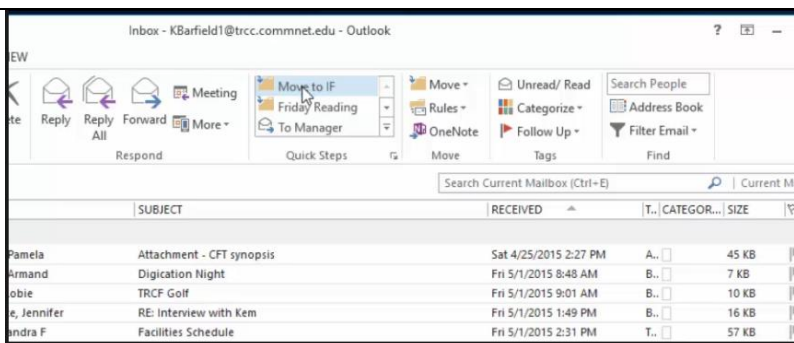 Inbox - KBarfield1@trcc.commnet.edu - Outlook ?
IEW
Meeting Move to IF Move Unread/ Read Search People
Reply Reply All Forward Friday Reading Rules Categorize Address Book
More To Manager OneNote Follow Up Filter Email
Respond Quick Steps Move Tags Find
Search Current Mailbox (Ctrl+E) Current M
SUBJECT RECEIVED T.. CATEGOR... SIZE
Pamela Attachment - CFT synopsis Sat 4/25/2015 2:27 PM A.. 45 KB
Armand Digication Night Fri 5/1/2015 8:48 AM B.. 7 KB
obie TRCF Golf Fri 5/1/2015 9:01 AM B.. 10 KB
e, Jennifer RE: Interview with Kem Fri 5/1/2015 1:49 PM B.. 16 KB
andra F Facilities Schedule Fri 5/1/2015 2:31 PM T.. 57 KB